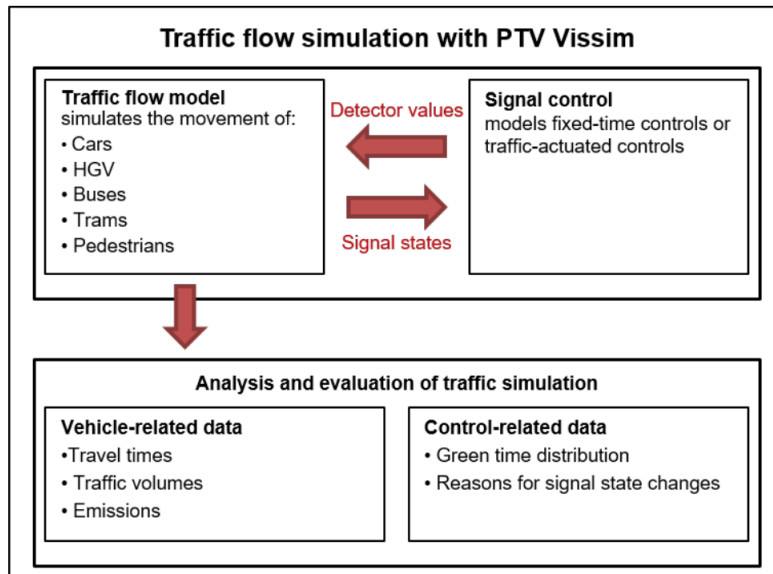 Traffic flow simulation with PTV Vissim
Traffic flow model
simulates the movement of:
• Cars
• HGV
• Buses
• Trams
• Pedestrians
Detector values
Signal states
Signal control
models fixed-time controls or
traffic-actuated controls
Analysis and evaluation of traffic simulation
Vehicle-related data
•Travel times
• Traffic volumes
• Emissions
Control-related data
• Green time distribution
• Reasons for signal state changes